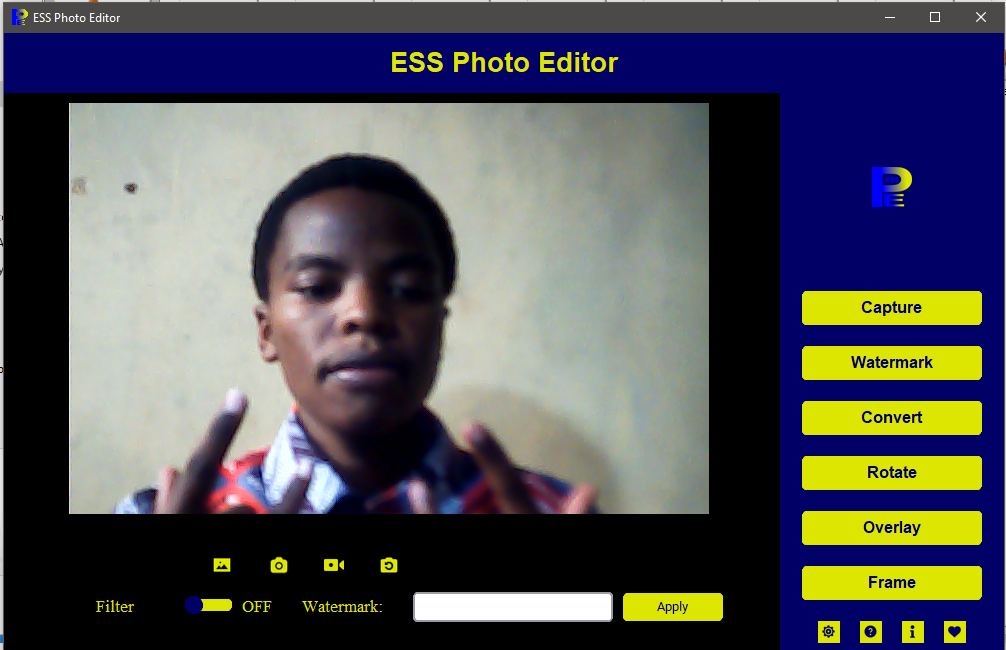 ESS Photo Editor
ESS Photo Editor
Capture
Watermark
Convert
Rotate
Overlay
Frame
Filter
OFF
Watermark:
Apply